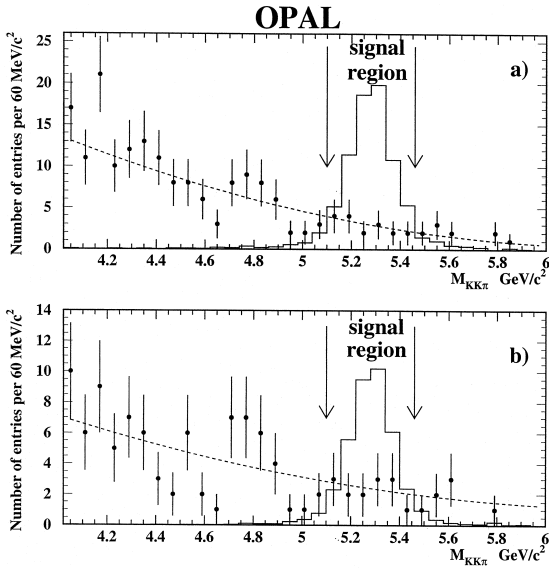 OPAL
Number of entries per 60 MeV/c²
25
20
15
10
5
0
signal
region
a)
4.2 4.4 4.6 4.8 5 5.2 5.4 5.6 5.8 6
M_KKπ GeV/c²
Number of entries per 60 MeV/c²
14
12
10
8
6
4
2
0
signal
region
b)
4.2 4.4 4.6 4.8 5 5.2 5.4 5.6 5.8 6
M_KKπ GeV/c²